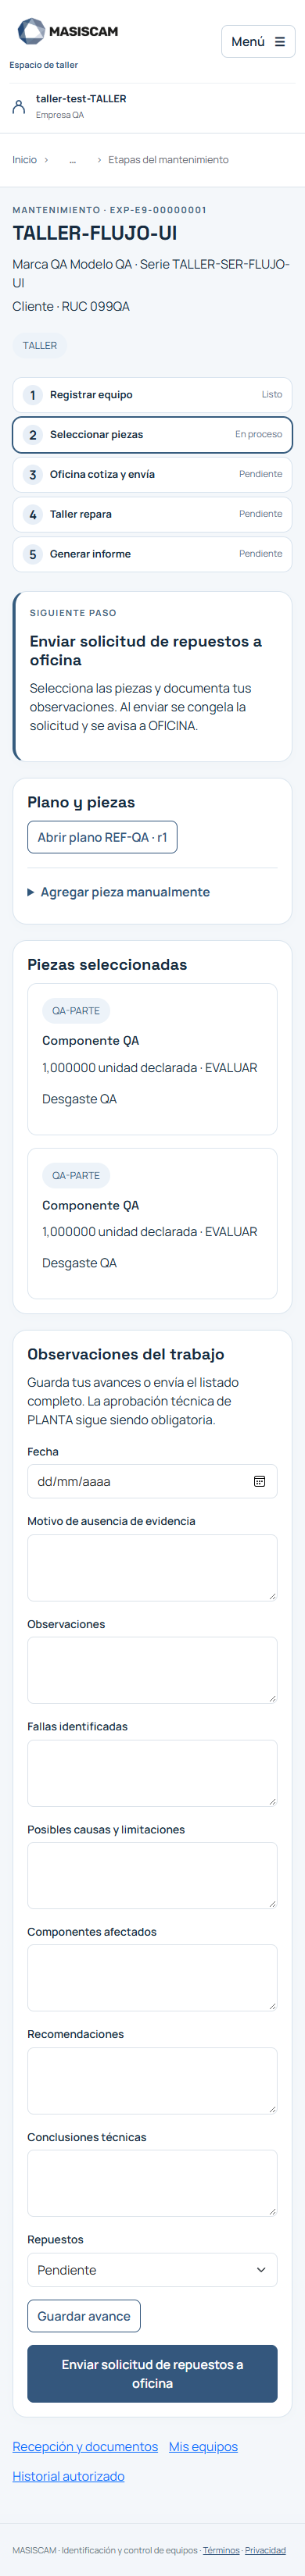 MASISCAM
Menú
Espacio de taller
taller-test-TALLER
Empresa QA
Inicio › … › Etapas del mantenimiento
MANTENIMIENTO · EXP-E9-00000001
TALLER-FLUJO-UI
Marca QA Modelo QA · Serie TALLER-SER-FLUJO-
UI
Cliente · RUC 099QA
TALLER
1 Registrar equipo Listo
2 Seleccionar piezas En proceso
3 Oficina cotiza y envía Pendiente
4 Taller repara Pendiente
5 Generar informe Pendiente
SIGUIENTE PASO
Enviar solicitud de repuestos a
oficina
Selecciona las piezas y documenta tus
observaciones. Al enviar se congela la
solicitud y se avisa a OFICINA.
Plano y piezas
Abrir plano REF-QA · r1
Agregar pieza manualmente
Piezas seleccionadas
QA-PARTE
Componente QA
1,000000 unidad declarada · EVALUAR
Desgaste QA
QA-PARTE
Componente QA
1,000000 unidad declarada · EVALUAR
Desgaste QA
Observaciones del trabajo
Guarda tus avances o envía el listado
completo. La aprobación técnica de
PLANTA sigue siendo obligatoria.
Fecha
dd/mm/aaaa
Motivo de ausencia de evidencia
Observaciones
Fallas identificadas
Posibles causas y limitaciones
Componentes afectados
Recomendaciones
Conclusiones técnicas
Repuestos
Pendiente
Guardar avance
Enviar solicitud de repuestos a
oficina
Recepción y documentos Mis equipos
Historial autorizado
MASISCAM · Identificación y control de equipos · Términos · Privacidad